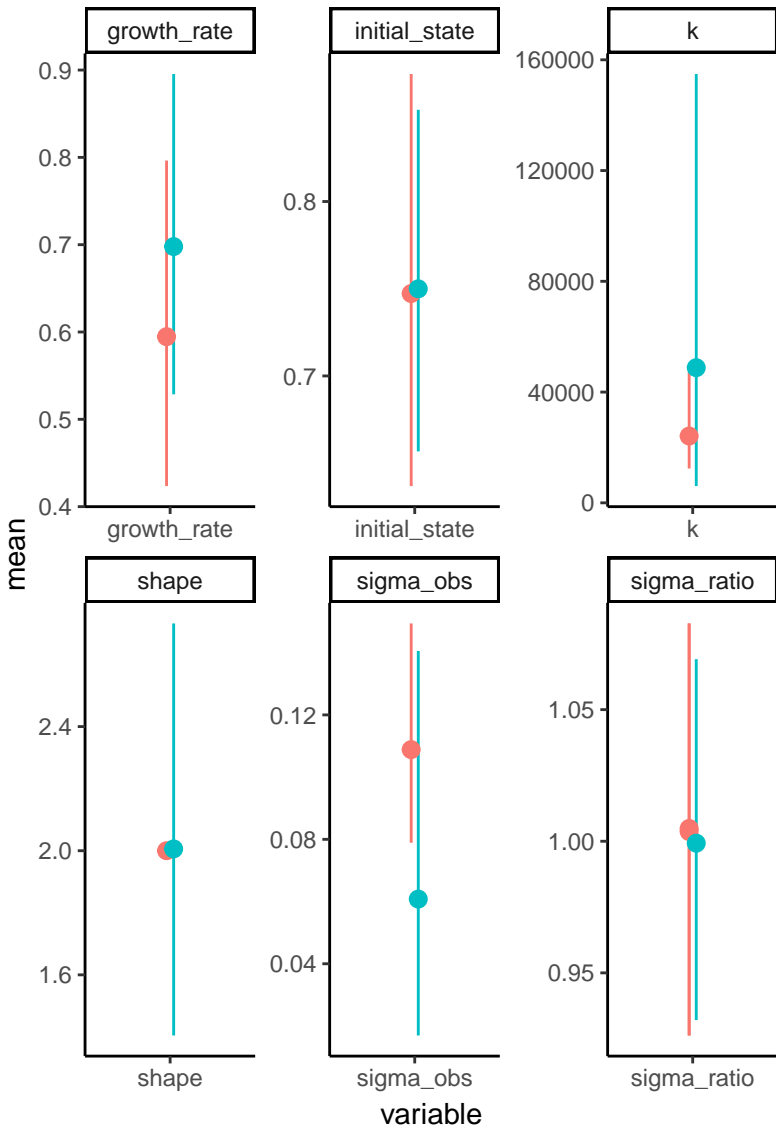 growth_rate
initial_state
k
0.9
0.8
0.7
0.6
0.5
0.4
0.8
0.7
160000
120000
80000
40000
0
growth_rate
initial_state
k
mean
shape
sigma_obs
sigma_ratio
2.4
2.0
1.6
0.12
0.08
0.04
1.05
1.00
0.95
shape
sigma_obs
sigma_ratio
variable